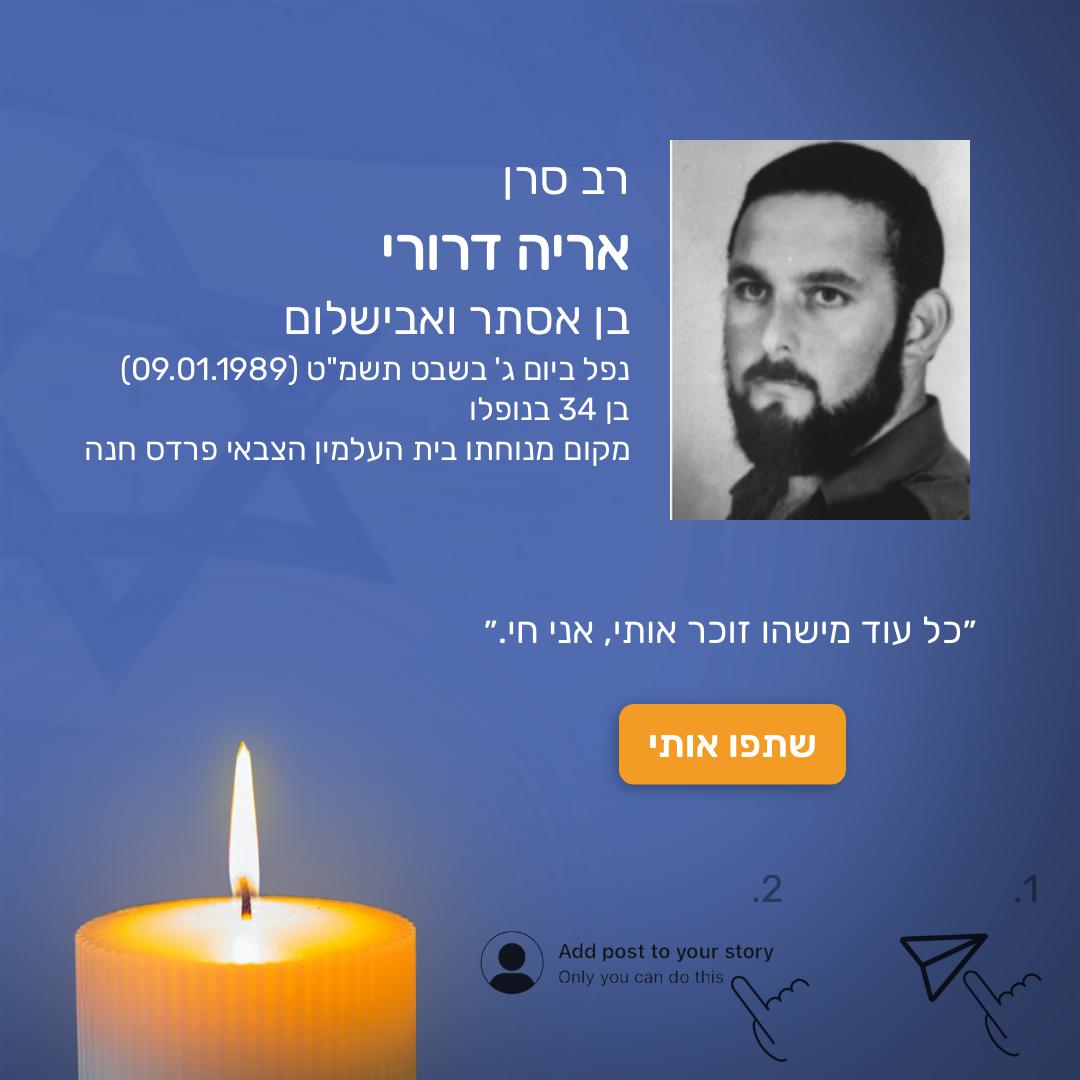 רב סרן
אריה דרורי
בן אסתר ואבישלום
נפל ביום ג' בשבט תשמ"ט (09.01.1989)
בן 34 בנופלו
מקום מנוחתו בית העלמין הצבאי פרדס חנה
״כל עוד מישהו זוכר אותי, אני חי.״
שתפו אותי
1.
2.
Add post to your story
Only you can do this